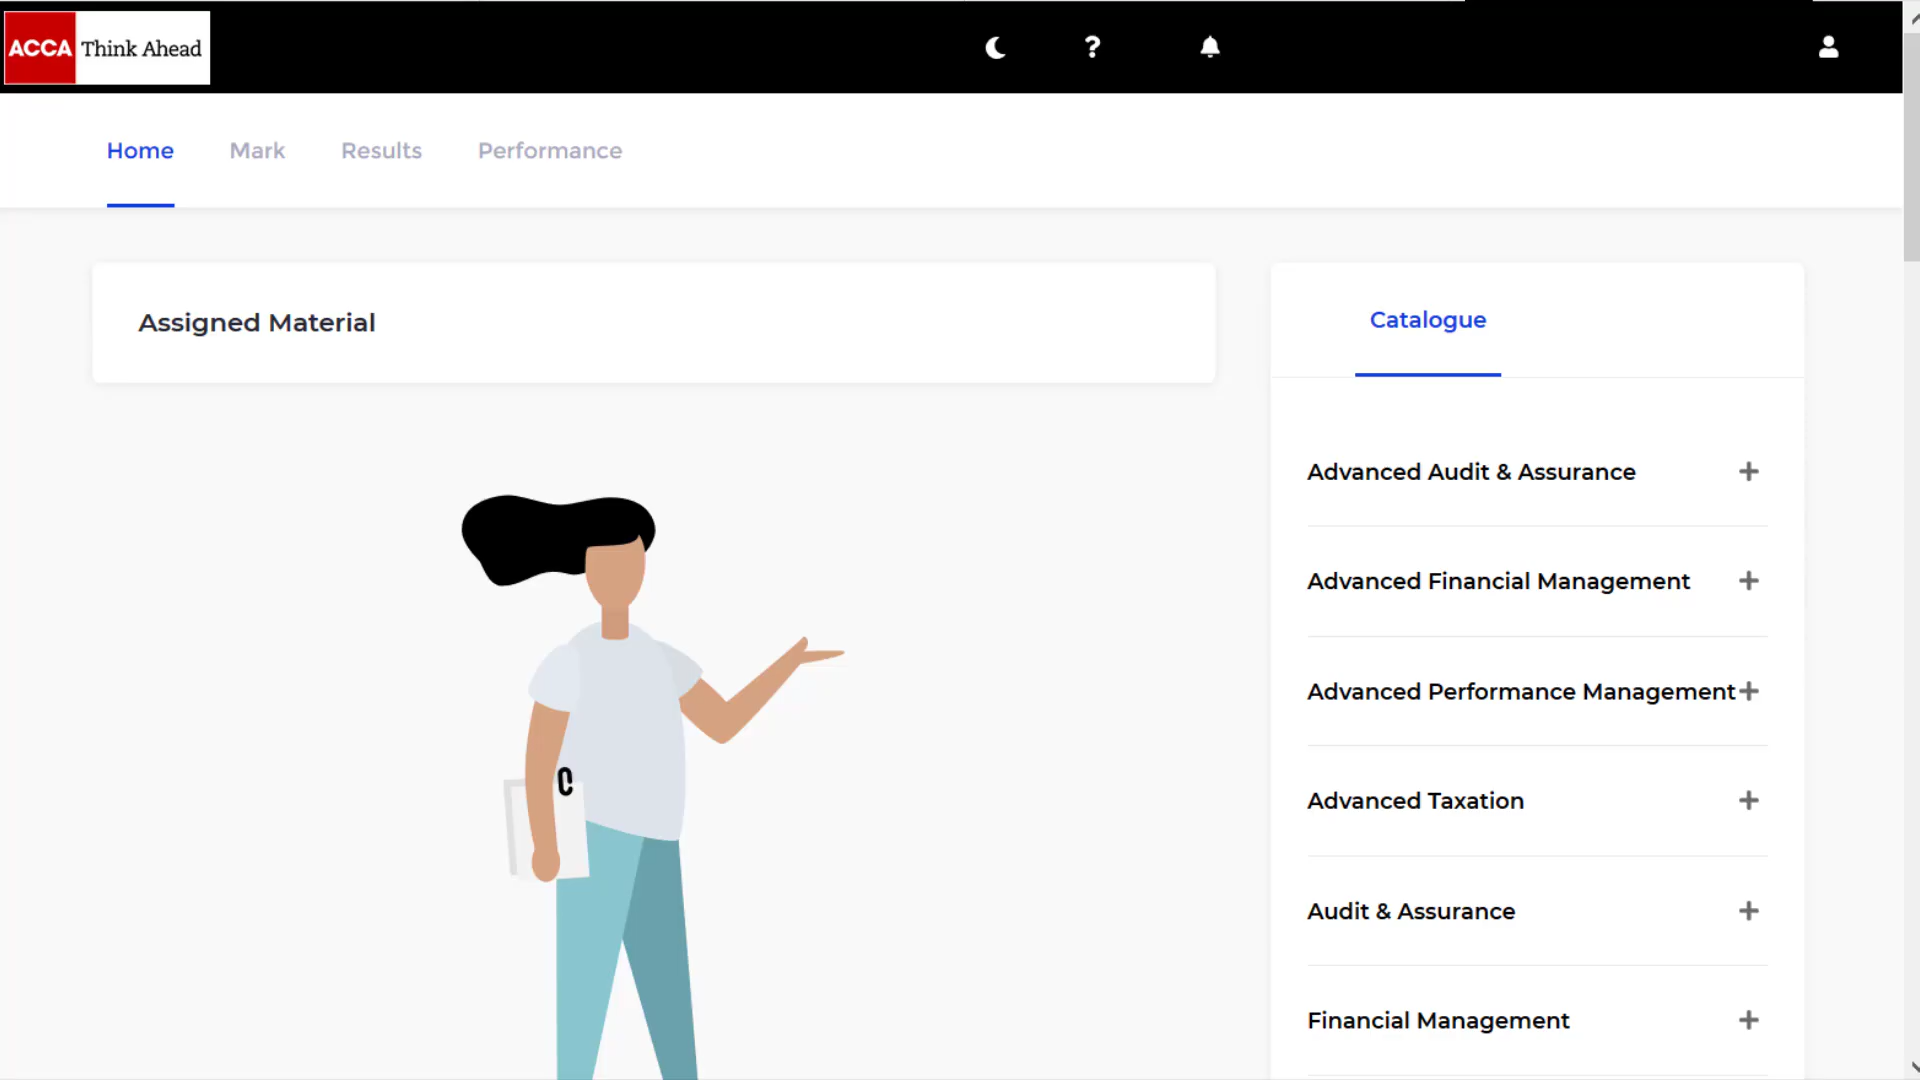 ACCA Think Ahead
Home Mark Results Performance
Assigned Material
Catalogue
Advanced Audit & Assurance
Advanced Financial Management
Advanced Performance Management
Advanced Taxation
Audit & Assurance
Financial Management